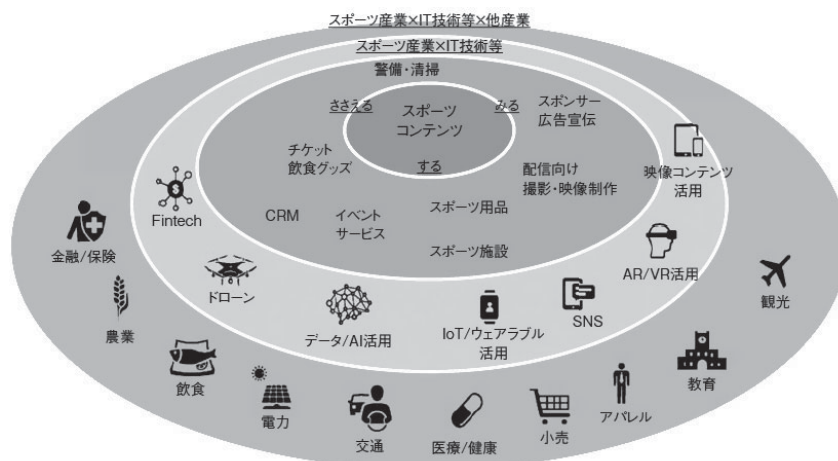 スポーツ産業×IT技術等×他産業
スポーツ産業×IT技術等
警備・清掃
ささえる
スポーツ
コンテンツ
みる
する
スポンサー
広告宣伝
チケット
飲食グッズ
配信向け
撮影・映像制作
CRM
イベント
サービス
スポーツ用品
スポーツ施設
映像コンテンツ
活用
Fintech
ドローン
データ/AI活用
IoT/ウェアラブル
活用
SNS
AR/VR活用
金融/保険
農業
飲食
電力
交通
医療/健康
小売
アパレル
教育
観光